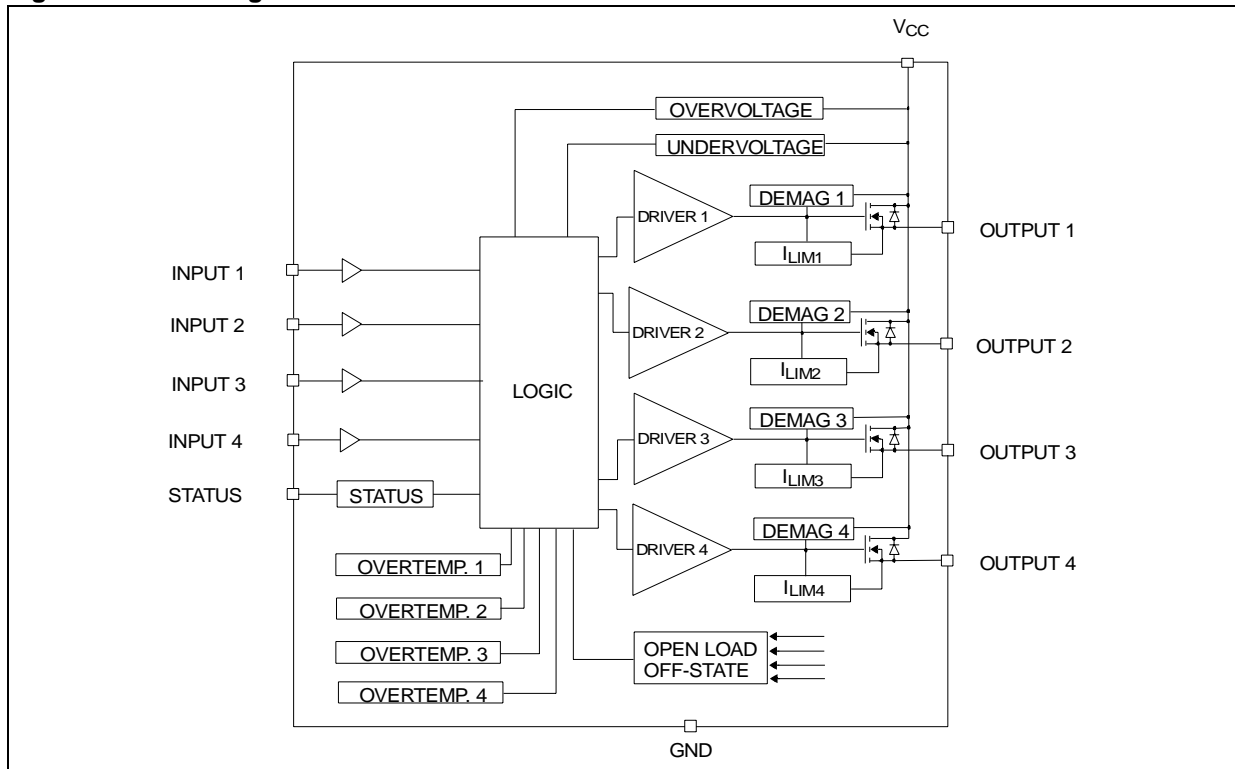 VCC
OVERVOLTAGE
UNDERVOLTAGE
DEMAG 1
DRIVER 1
ILIM1
OUTPUT 1
INPUT 1
INPUT 2
INPUT 3
INPUT 4
STATUS
STATUS
LOGIC
DEMAG 2
DRIVER 2
ILIM2
OUTPUT 2
DEMAG 3
DRIVER 3
ILIM3
OUTPUT 3
DEMAG 4
DRIVER 4
ILIM4
OUTPUT 4
OVERTEMP. 1
OVERTEMP. 2
OVERTEMP. 3
OVERTEMP. 4
OPEN LOAD
OFF-STATE
GND